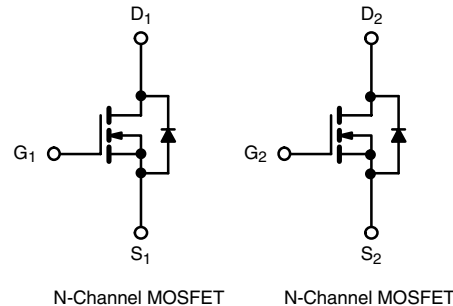 D1 D2
G1 G2
S1 S2
N-Channel MOSFET N-Channel MOSFET